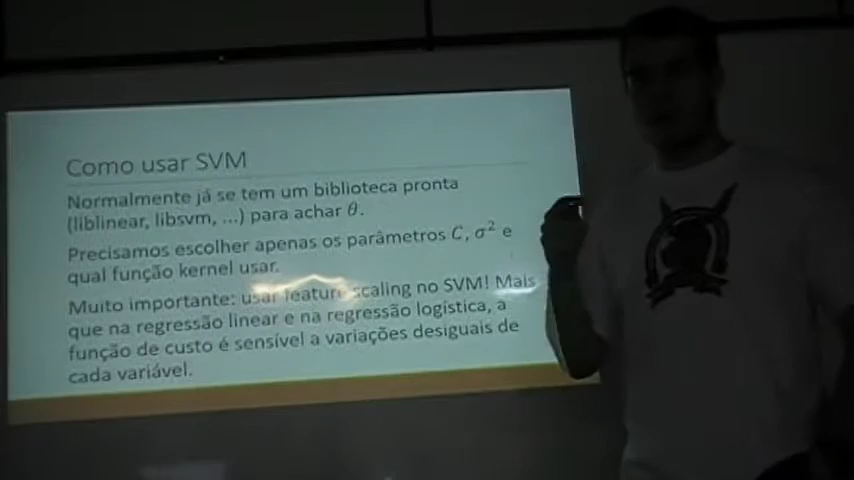 Como usar SVM
Normalmente já se tem um biblioteca pronta
(liblinear, libsvm, ...) para achar θ.
Precisamos escolher apenas os parâmetros C, σ² e
qual função kernel usar.
Muito importante: usar feature scaling no SVM! Mais
que na regressão linear e na regressão logística, a
função de custo é sensível a variações desiguais de
cada variável.